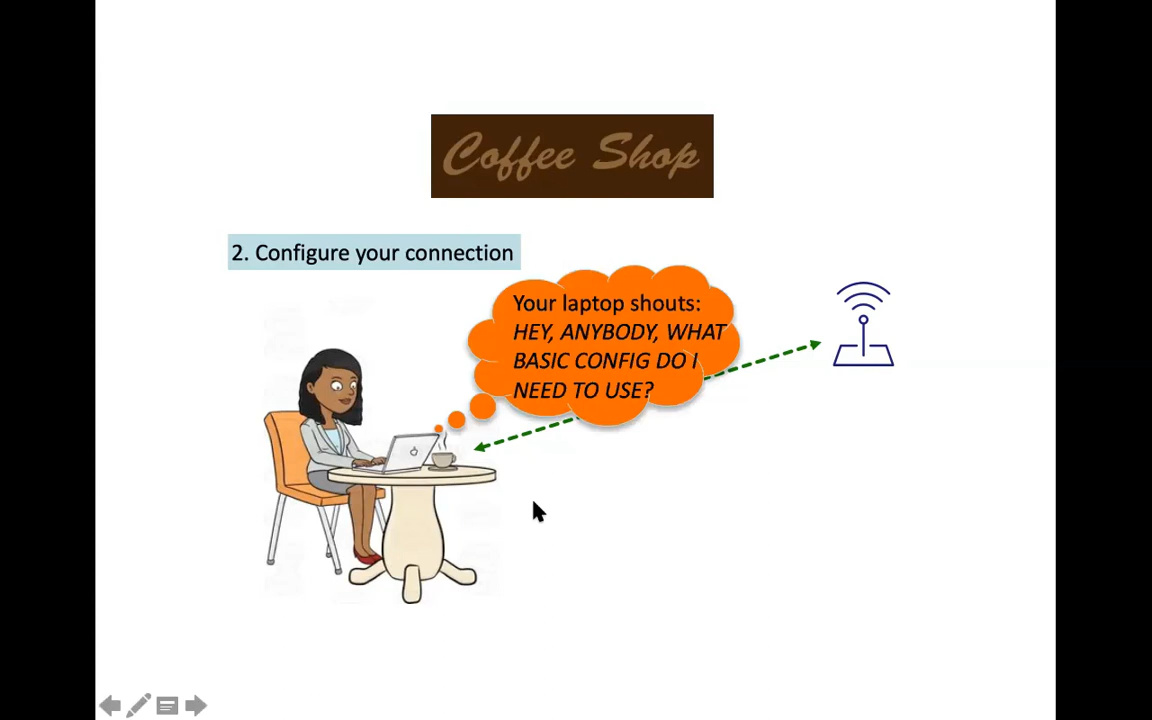 Coffee Shop
2. Configure your connection
Your laptop shouts:
HEY, ANYBODY, WHAT
BASIC CONFIG DO I
NEED TO USE?